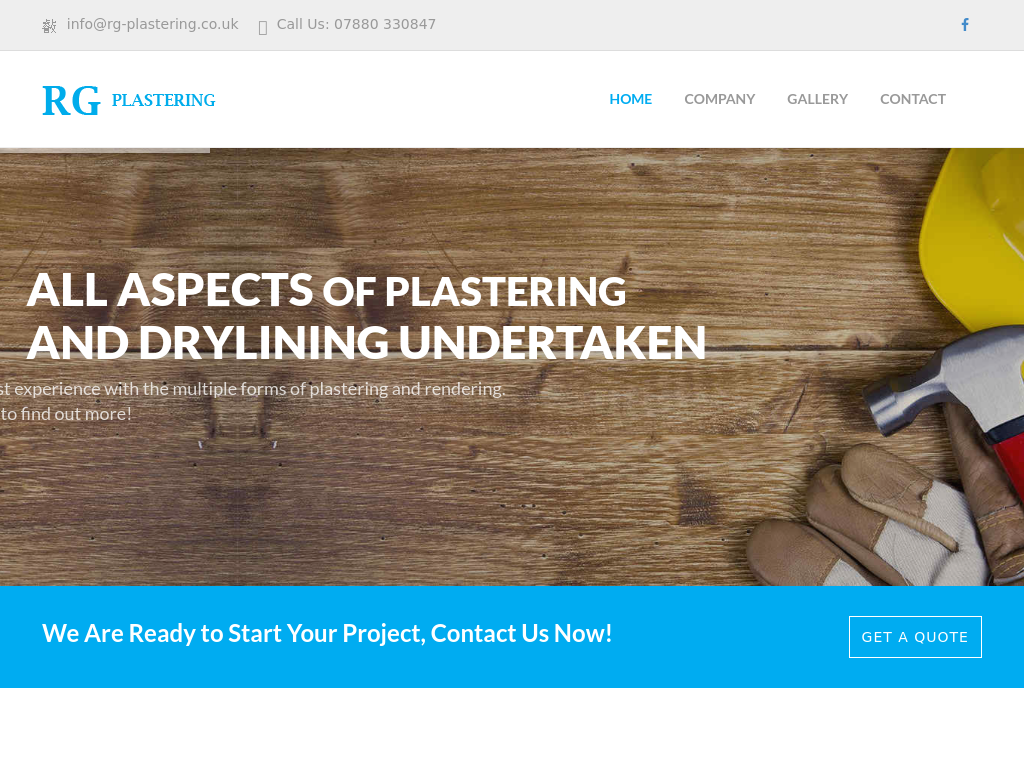 info@rg-plastering.co.uk
Call Us: 07880 330847
RG PLASTERING
HOME
COMPANY
GALLERY
CONTACT
ALL ASPECTS OF PLASTERING
AND DRYLINING UNDERTAKEN
experience with the multiple forms of plastering and rendering.
to find out more!
We Are Ready to Start Your Project, Contact Us Now!
GET A QUOTE